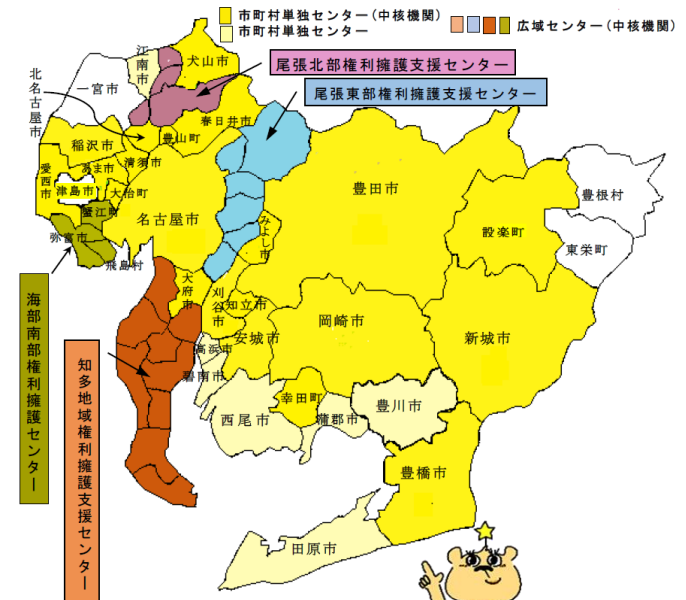 市町村単独センター（中核機関）
市町村単独センター
広域センター（中核機関）
尾張北部権利擁護支援センター
尾張東部権利擁護支援センター
江南市
犬山市
北名古屋市
一宮市
春日井市
豊山町
稲沢市
清須市
あま市
愛西市
津島市
大治町
蟹江町
名古屋市
弥富市
飛島村
みよし市
豊田市
豊根村
設楽町
東栄町
大府市
刈谷市
知立市
岡崎市
安城市
新城市
高浜市
碧南市
西尾市
幸田町
蒲郡市
豊川市
豊橋市
田原市
海部南部権利擁護センター
知多地域権利擁護支援センター